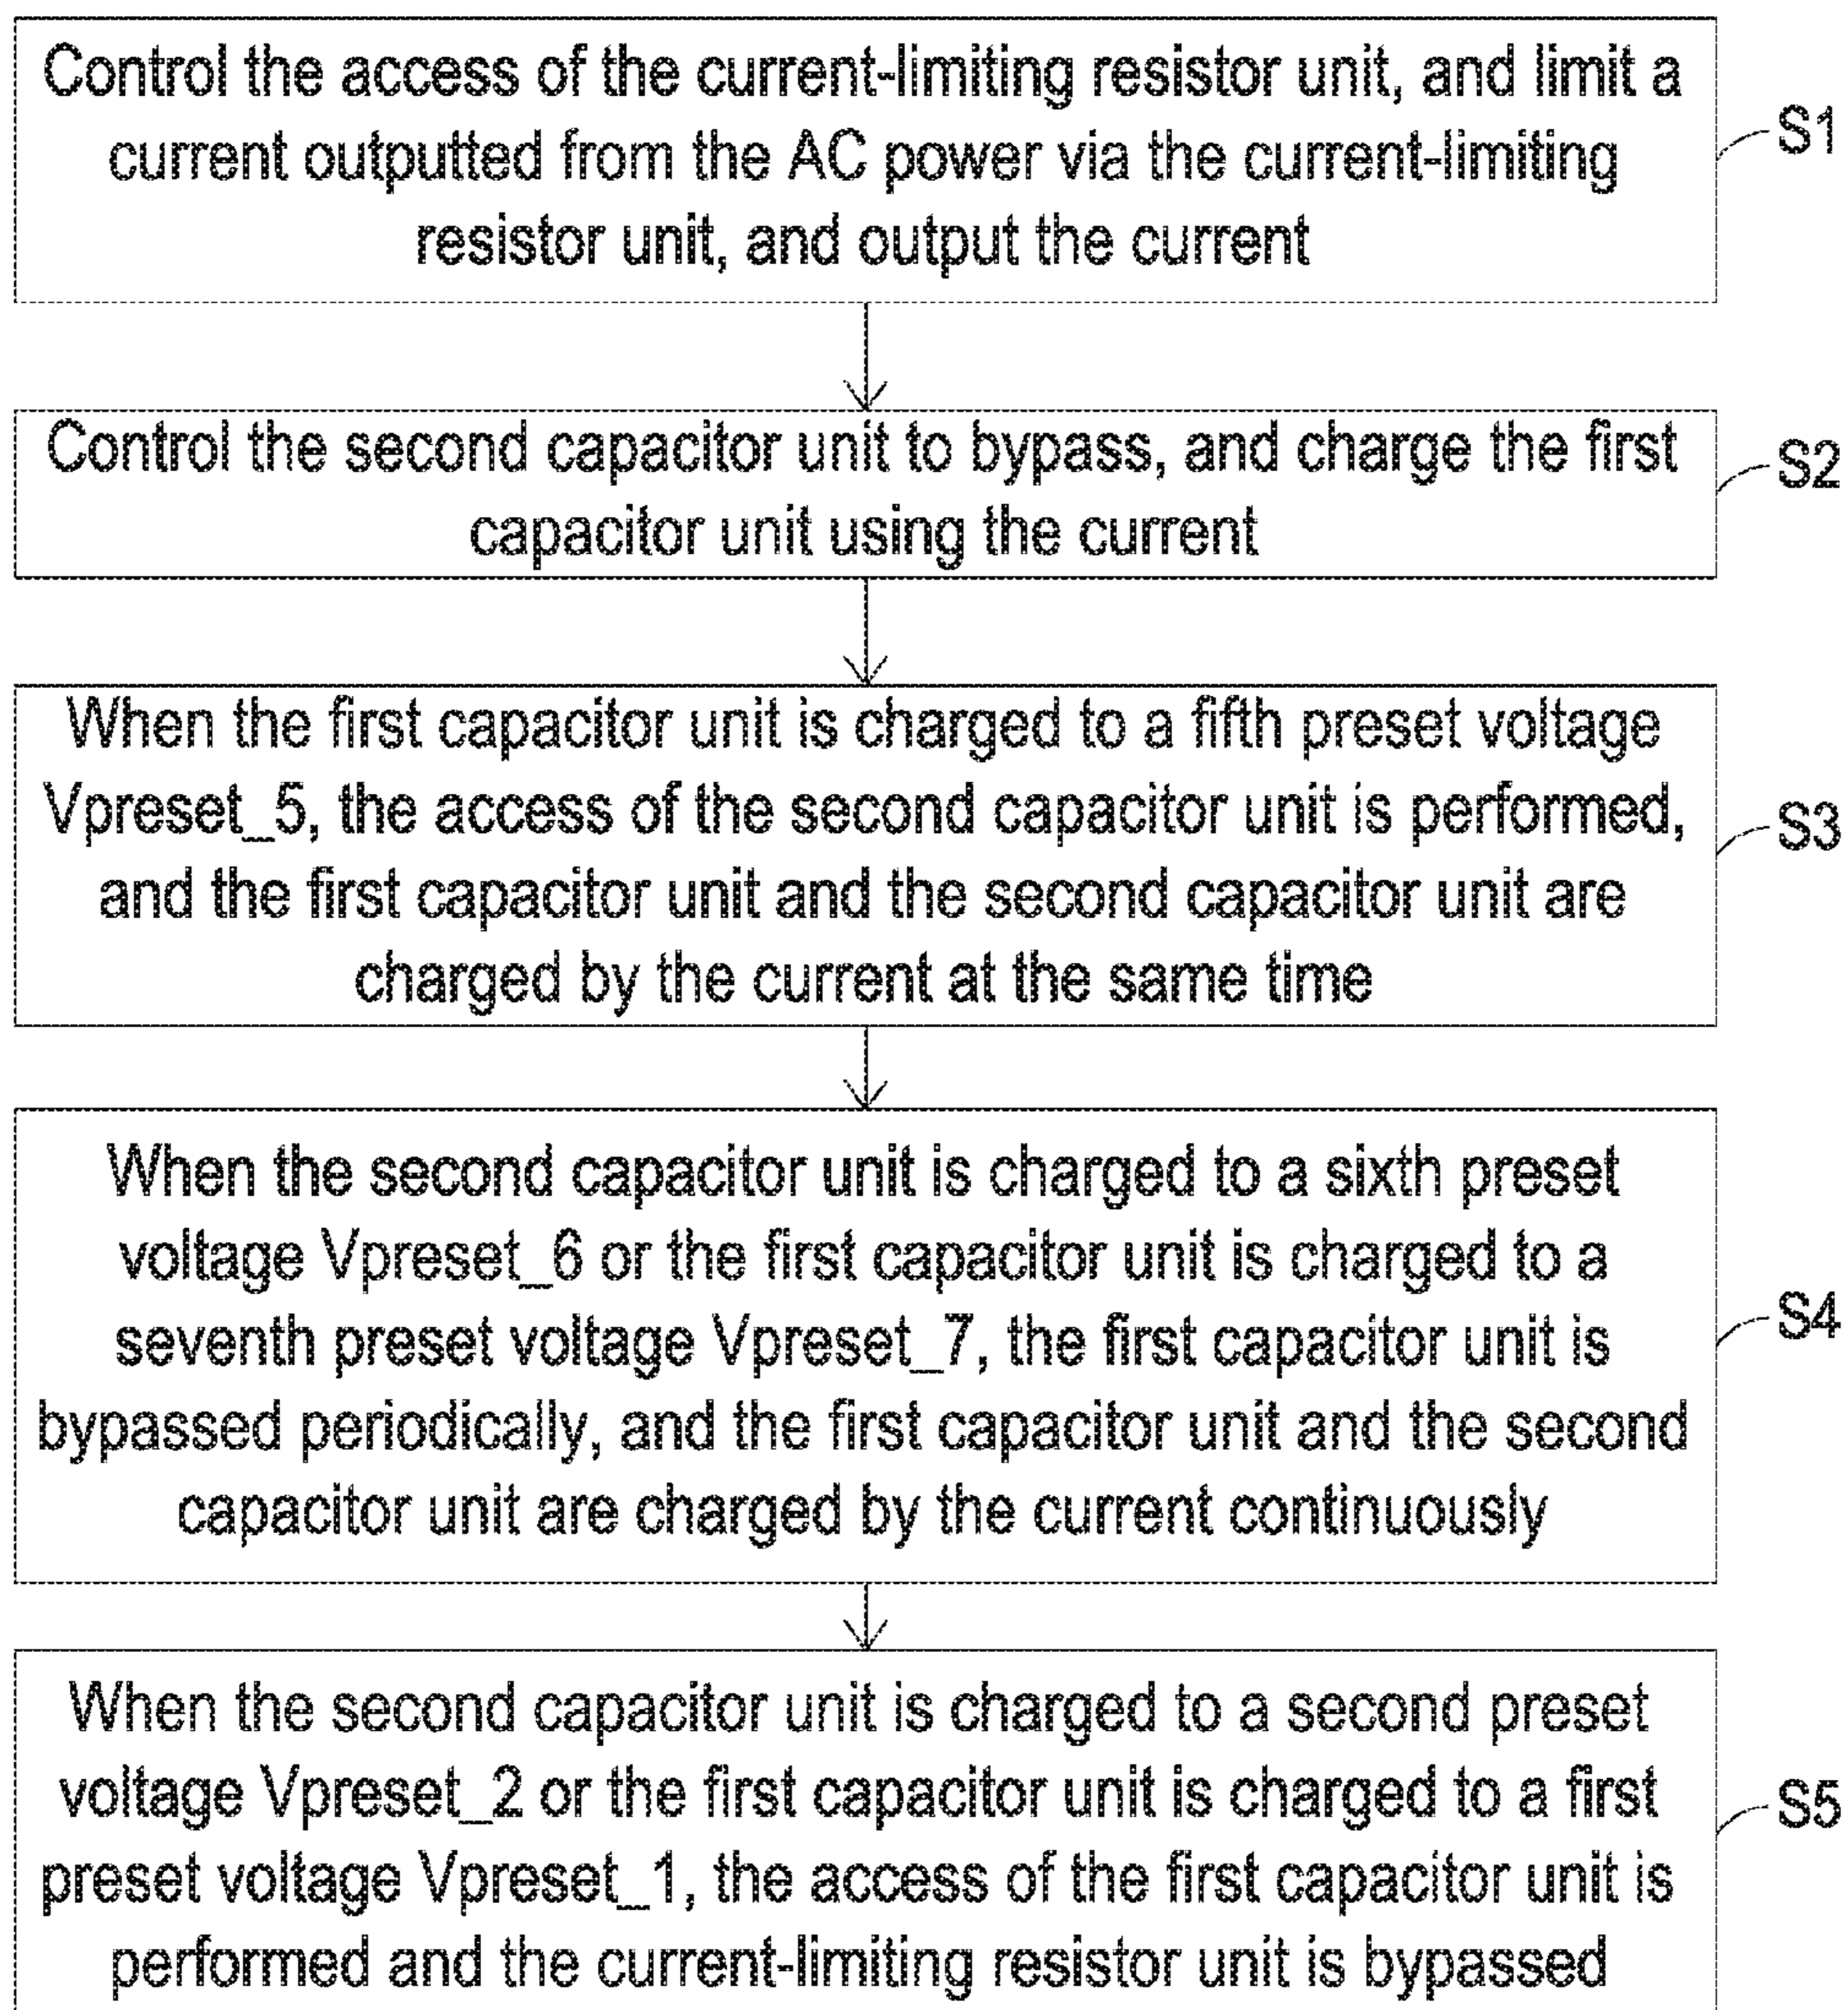 Control the access of the current-limiting resistor unit, and limit a
current outputted from the AC power via the current-limiting
resistor unit, and output the current
S1
Control the second capacitor unit to bypass, and charge the first
capacitor unit using the current
S2
When the first capacitor unit is charged to a fifth preset voltage
Vpreset_5, the access of the second capacitor unit is performed,
and the first capacitor unit and the second capacitor unit are
charged by the current at the same time
S3
When the second capacitor unit is charged to a sixth preset
voltage Vpreset_6 or the first capacitor unit is charged to a
seventh preset voltage Vpreset_7, the first capacitor unit is
bypassed periodically, and the first capacitor unit and the second
capacitor unit are charged by the current continuously
S4
When the second capacitor unit is charged to a second preset
voltage Vpreset_2 or the first capacitor unit is charged to a first
preset voltage Vpreset_1, the access of the first capacitor unit is
performed and the current-limiting resistor unit is bypassed
S5